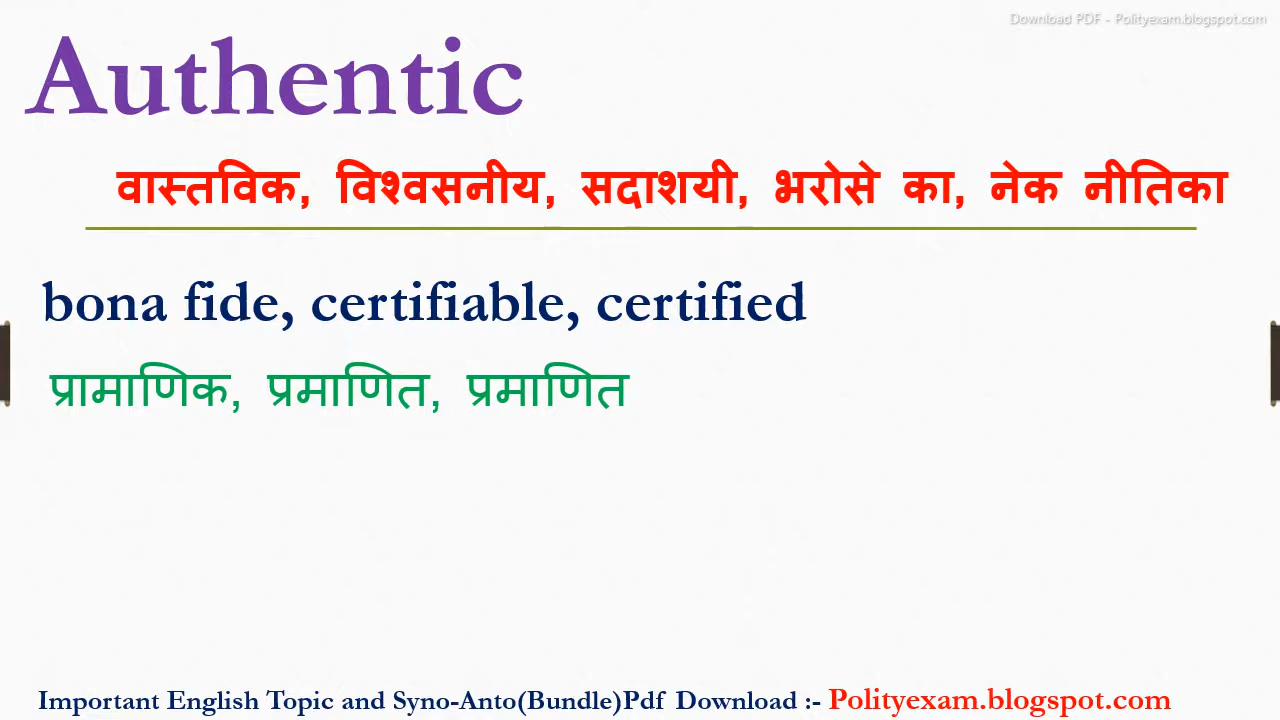 Download PDF - Polityexam.blogspot.com
Authentic
वास्तविक, विश्वसनीय, सदाशयी, भरोसे का, नेक नीतिका
bona fide, certifiable, certified
प्रामाणिक, प्रमाणित, प्रमाणित
Important English Topic and Syno-Anto(Bundle)Pdf Download :- Polityexam.blogspot.com